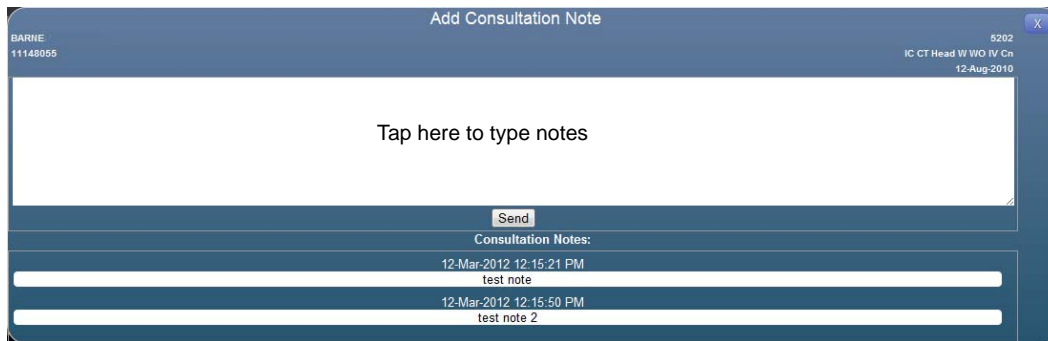 Add Consultation Note
X
BARNE
5202
11148055
IC CT Head W WO IV Cn
12-Aug-2010
Tap here to type notes
Send
Consultation Notes:
12-Mar-2012 12:15:21 PM
test note
12-Mar-2012 12:15:50 PM
test note 2